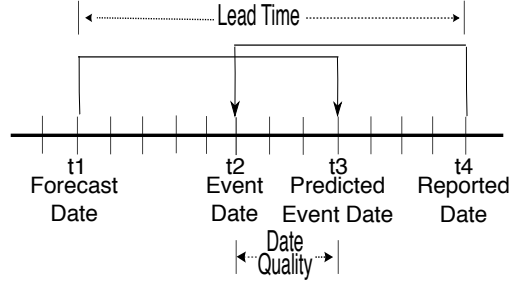 Lead Time
t1 t2 t3 t4
Forecast Event Predicted Reported
Date Date Event Date Date
Date
Quality